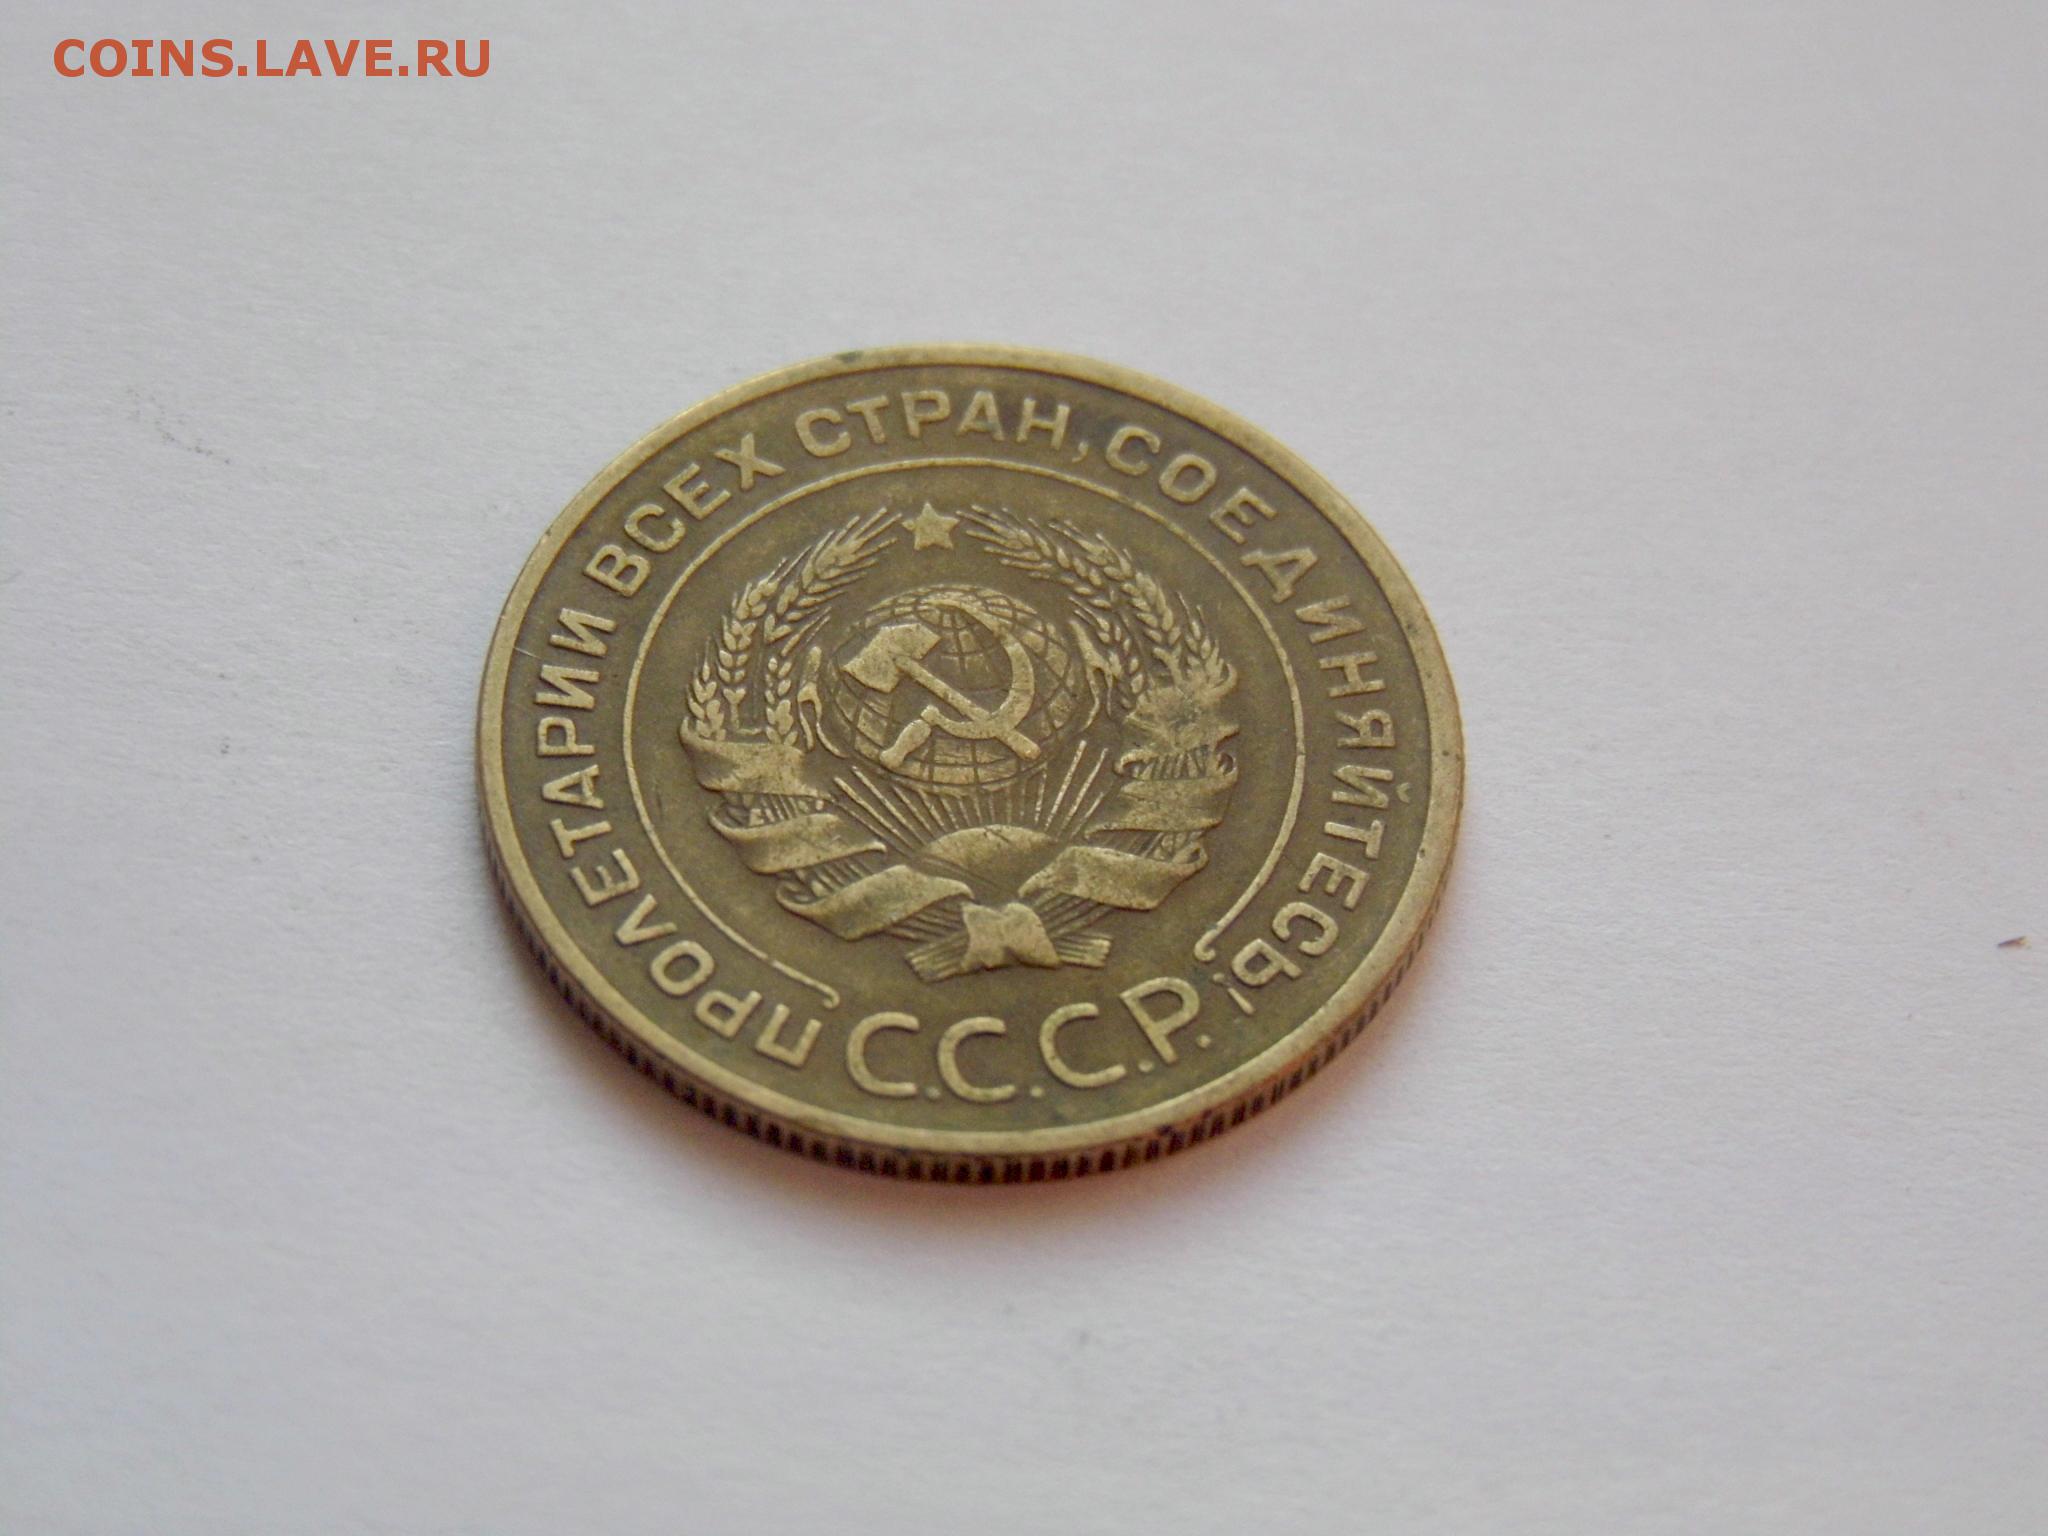 COINS.LAVE.RU
ПРОЛЕТАРИИ ВСЕХ СТРАН, СОЕДИНЯЙТЕСЬ!
С.С.С.Р.